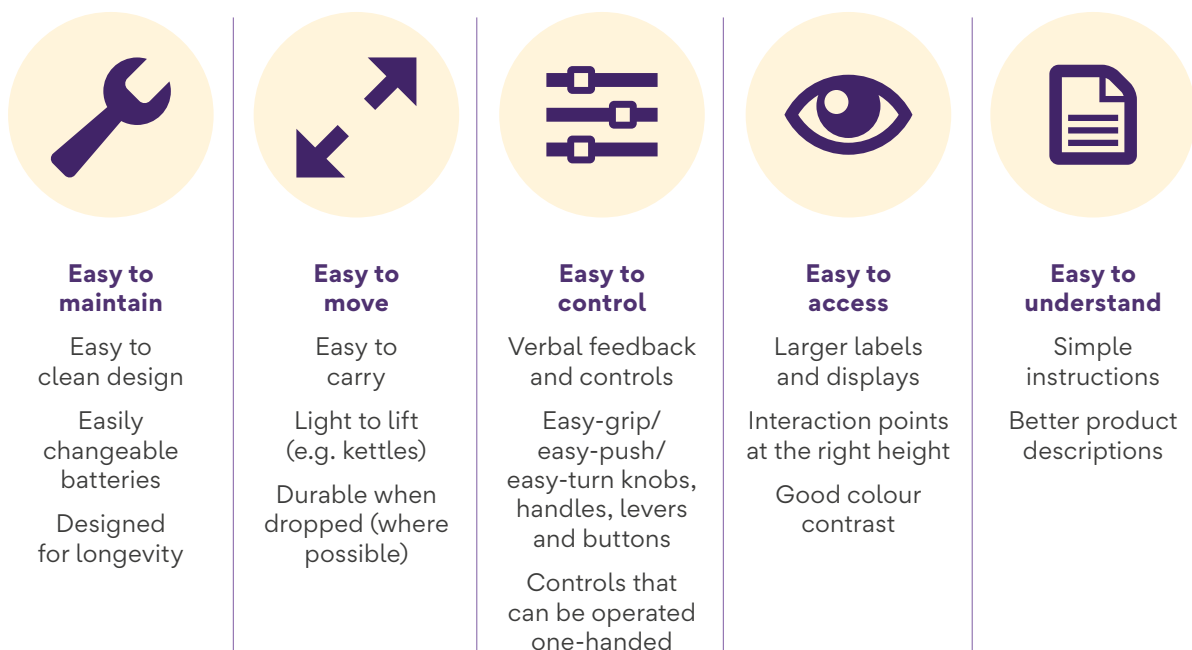 Easy to
maintain
Easy to
clean design
Easily
changeable
batteries
Designed
for longevity
Easy to
move
Easy to
carry
Light to lift
(e.g. kettles)
Durable when
dropped (where
possible)
Easy to
control
Verbal feedback
and controls
Easy-grip/
easy-push/
easy-turn knobs,
handles, levers
and buttons
Controls that
can be operated
one-handed
Easy to
access
Larger labels
and displays
Interaction points
at the right height
Good colour
contrast
Easy to
understand
Simple
instructions
Better product
descriptions